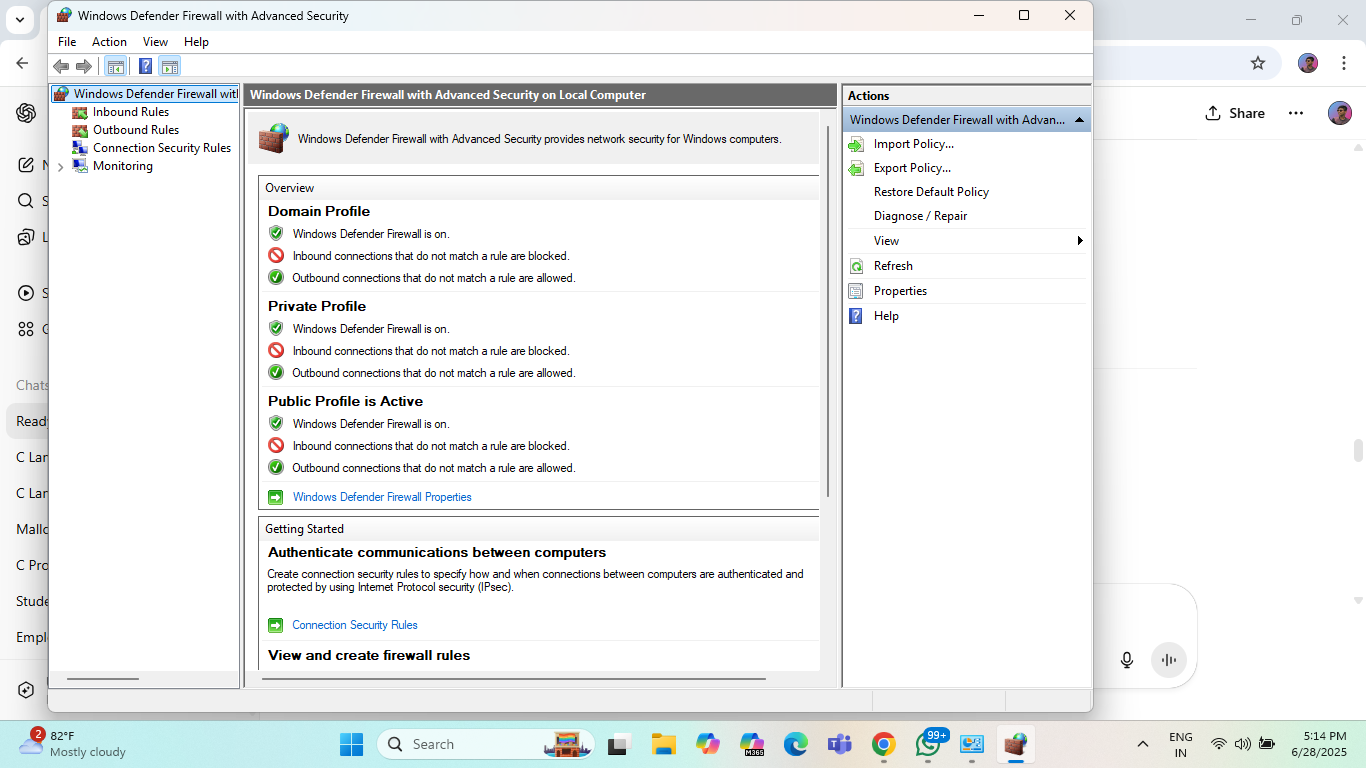 Windows Defender Firewall with Advanced Security
File Action View Help
Windows Defender Firewall wit
Inbound Rules
Outbound Rules
Connection Security Rules
Monitoring
Windows Defender Firewall with Advanced Security on Local Computer
Windows Defender Firewall with Advanced Security provides network security for Windows computers.
Overview
Domain Profile
Windows Defender Firewall is on.
Inbound connections that do not match a rule are blocked.
Outbound connections that do not match a rule are allowed.
Private Profile
Windows Defender Firewall is on.
Inbound connections that do not match a rule are blocked.
Outbound connections that do not match a rule are allowed.
Public Profile is Active
Windows Defender Firewall is on.
Inbound connections that do not match a rule are blocked.
Outbound connections that do not match a rule are allowed.
Windows Defender Firewall Properties
Getting Started
Authenticate communications between computers
Create connection security rules to specify how and when connections between computers are authenticated and
protected by using Internet Protocol security (IPsec).
Connection Security Rules
View and create firewall rules
Actions
Windows Defender Firewall with Advan...
Import Policy...
Export Policy...
Restore Default Policy
Diagnose / Repair
View
Refresh
Properties
Help
Share
Chats
Read
C Lar
C Lar
Mallo
C Pro
Stude
Empl
2
82°F
Mostly cloudy
Search
M365
99+
ENG
IN
5:14 PM
6/28/2025